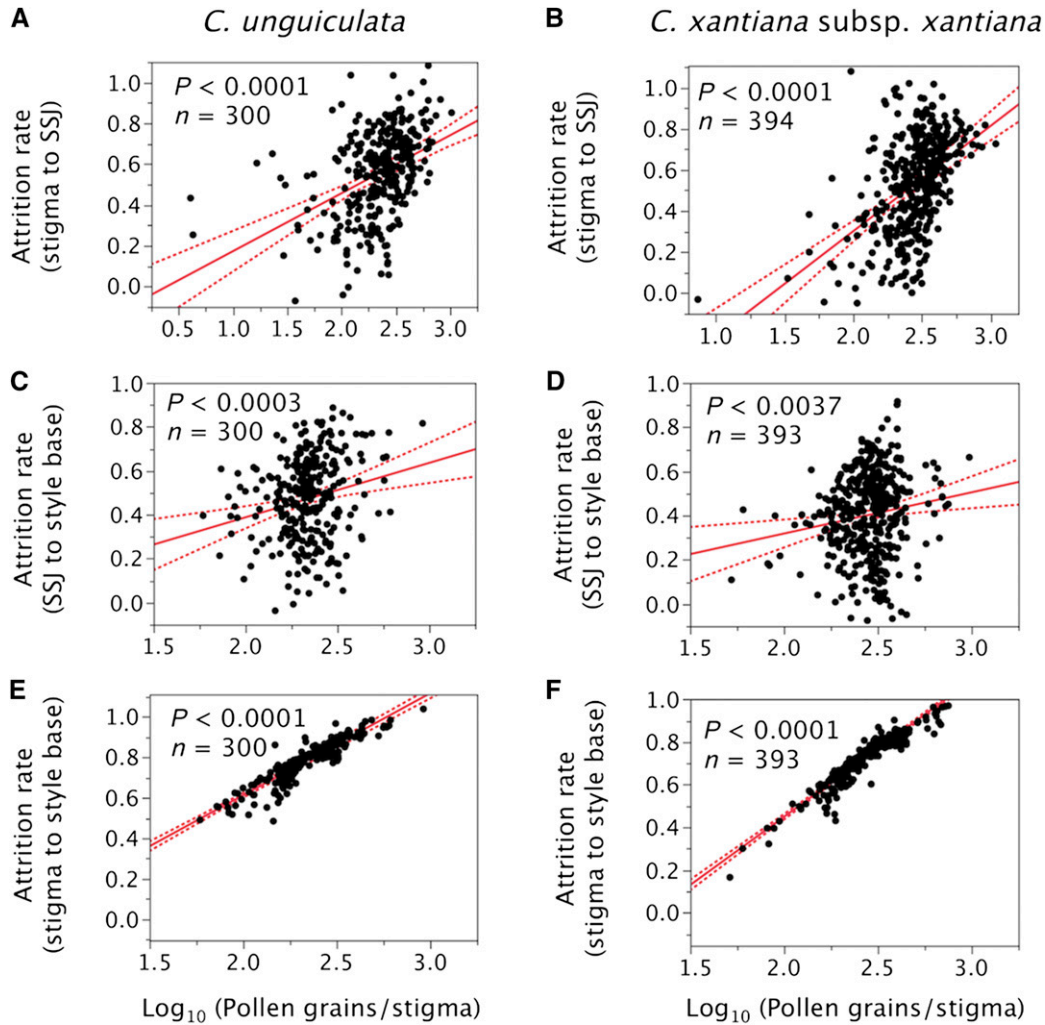 A
C. unguiculata
B
C. xantiana subsp. xantiana
Attrition rate
(stigma to SSJ)
1.0
0.8
0.6
0.4
0.2
0.0
P < 0.0001
n = 300
0.5 1.0 1.5 2.0 2.5 3.0
Attrition rate
(stigma to SSJ)
1.0
0.8
0.6
0.4
0.2
0.0
P < 0.0001
n = 394
1.0 1.5 2.0 2.5 3.0
C
Attrition rate
(SSJ to style base)
1.0
0.8
0.6
0.4
0.2
0.0
P < 0.0003
n = 300
1.5 2.0 2.5 3.0
D
Attrition rate
(SSJ to style base)
1.0
0.8
0.6
0.4
0.2
0.0
P < 0.0037
n = 393
1.5 2.0 2.5 3.0
E
Attrition rate
(stigma to style base)
1.0
0.8
0.6
0.4
0.2
0.0
P < 0.0001
n = 300
1.5 2.0 2.5 3.0
Log₁₀ (Pollen grains/stigma)
F
Attrition rate
(stigma to style base)
1.0
0.8
0.6
0.4
0.2
0.0
P < 0.0001
n = 393
1.5 2.0 2.5 3.0
Log₁₀ (Pollen grains/stigma)